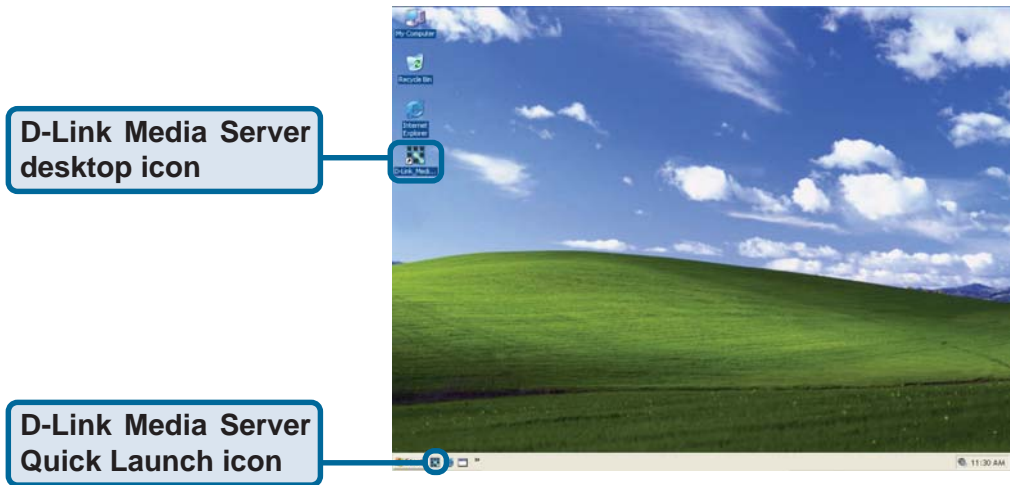 My Computer
Recycle Bin
Internet
Explorer
D-Link Media Server
desktop icon
D-Link_Medi...
D-Link Media Server
Quick Launch icon
11:30 AM